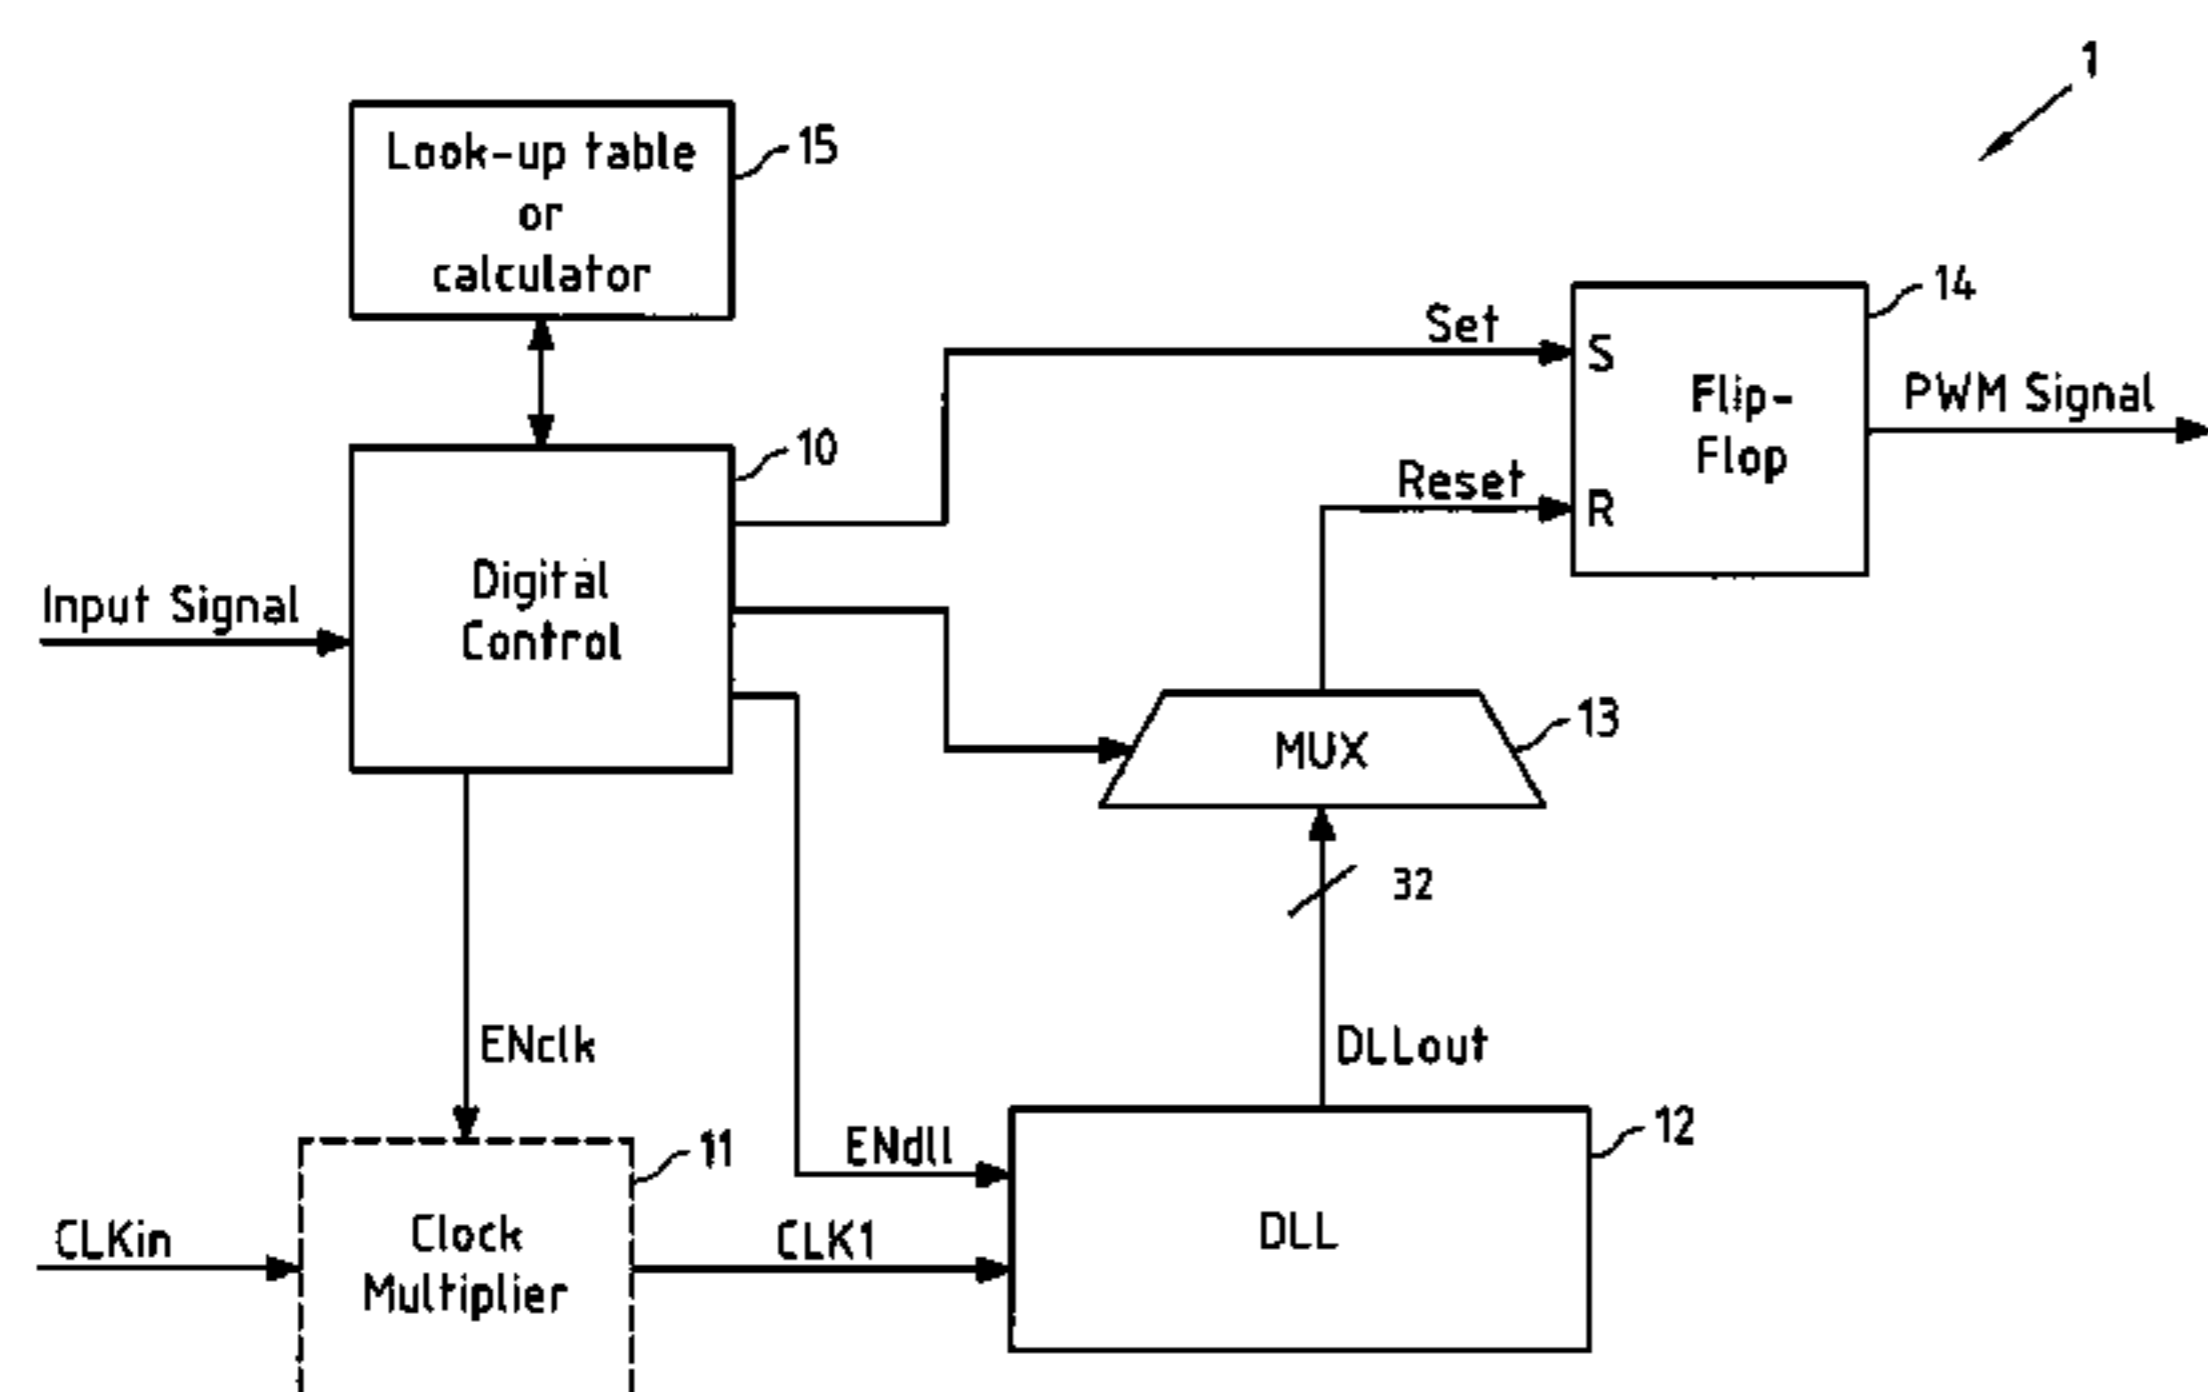 1
Look-up table
or
calculator
15
14
Set
S
Flip-
Flop
PWM Signal
Reset
R
10
Digital
Control
Input Signal
13
MUX
32
ENclk
DLLout
12
11
ENdll
CLKin
Clock
Multiplier
CLK1
DLL